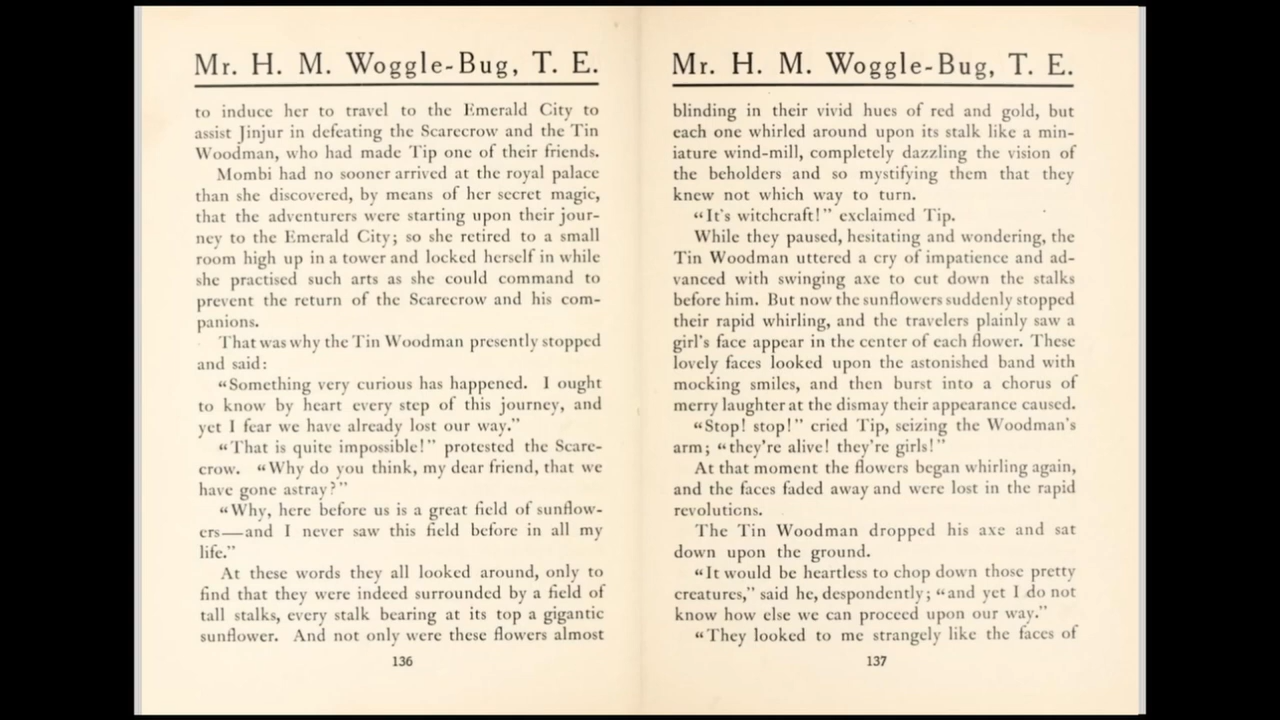 Mr. H. M. Woggle-Bug, T. E.
to induce her to travel to the Emerald City to
assist Jinjur in defeating the Scarecrow and the Tin
Woodman, who had made Tip one of their friends.
Mombi had no sooner arrived at the royal palace
than she discovered, by means of her secret magic,
that the adventurers were starting upon their jour-
ney to the Emerald City; so she retired to a small
room high up in a tower and locked herself in while
she practised such arts as she could command to
prevent the return of the Scarecrow and his com-
panions.
That was why the Tin Woodman presently stopped
and said:
“Something very curious has happened. I ought
to know by heart every step of this journey, and
yet I fear we have already lost our way.”
“That is quite impossible!” protested the Scare-
crow. “Why do you think, my dear friend, that we
have gone astray?”
“Why, here before us is a great field of sunflow-
ers—and I never saw this field before in all my
life.”
At these words they all looked around, only to
find that they were indeed surrounded by a field of
tall stalks, every stalk bearing at its top a gigantic
sunflower. And not only were these flowers almost
136
Mr. H. M. Woggle-Bug, T. E.
blinding in their vivid hues of red and gold, but
each one whirled around upon its stalk like a min-
iature wind-mill, completely dazzling the vision of
the beholders and so mystifying them that they
knew not which way to turn.
“It's witchcraft!” exclaimed Tip.
While they paused, hesitating and wondering, the
Tin Woodman uttered a cry of impatience and ad-
vanced with swinging axe to cut down the stalks
before him. But now the sunflowers suddenly stopped
their rapid whirling, and the travelers plainly saw a
girl's face appear in the center of each flower. These
lovely faces looked upon the astonished band with
mocking smiles, and then burst into a chorus of
merry laughter at the dismay their appearance caused.
“Stop! stop!” cried Tip, seizing the Woodman's
arm; “they're alive! they're girls!”
At that moment the flowers began whirling again,
and the faces faded away and were lost in the rapid
revolutions.
The Tin Woodman dropped his axe and sat
down upon the ground.
“It would be heartless to chop down those pretty
creatures,” said he, despondently; “and yet I do not
know how else we can proceed upon our way.”
“They looked to me strangely like the faces of
137